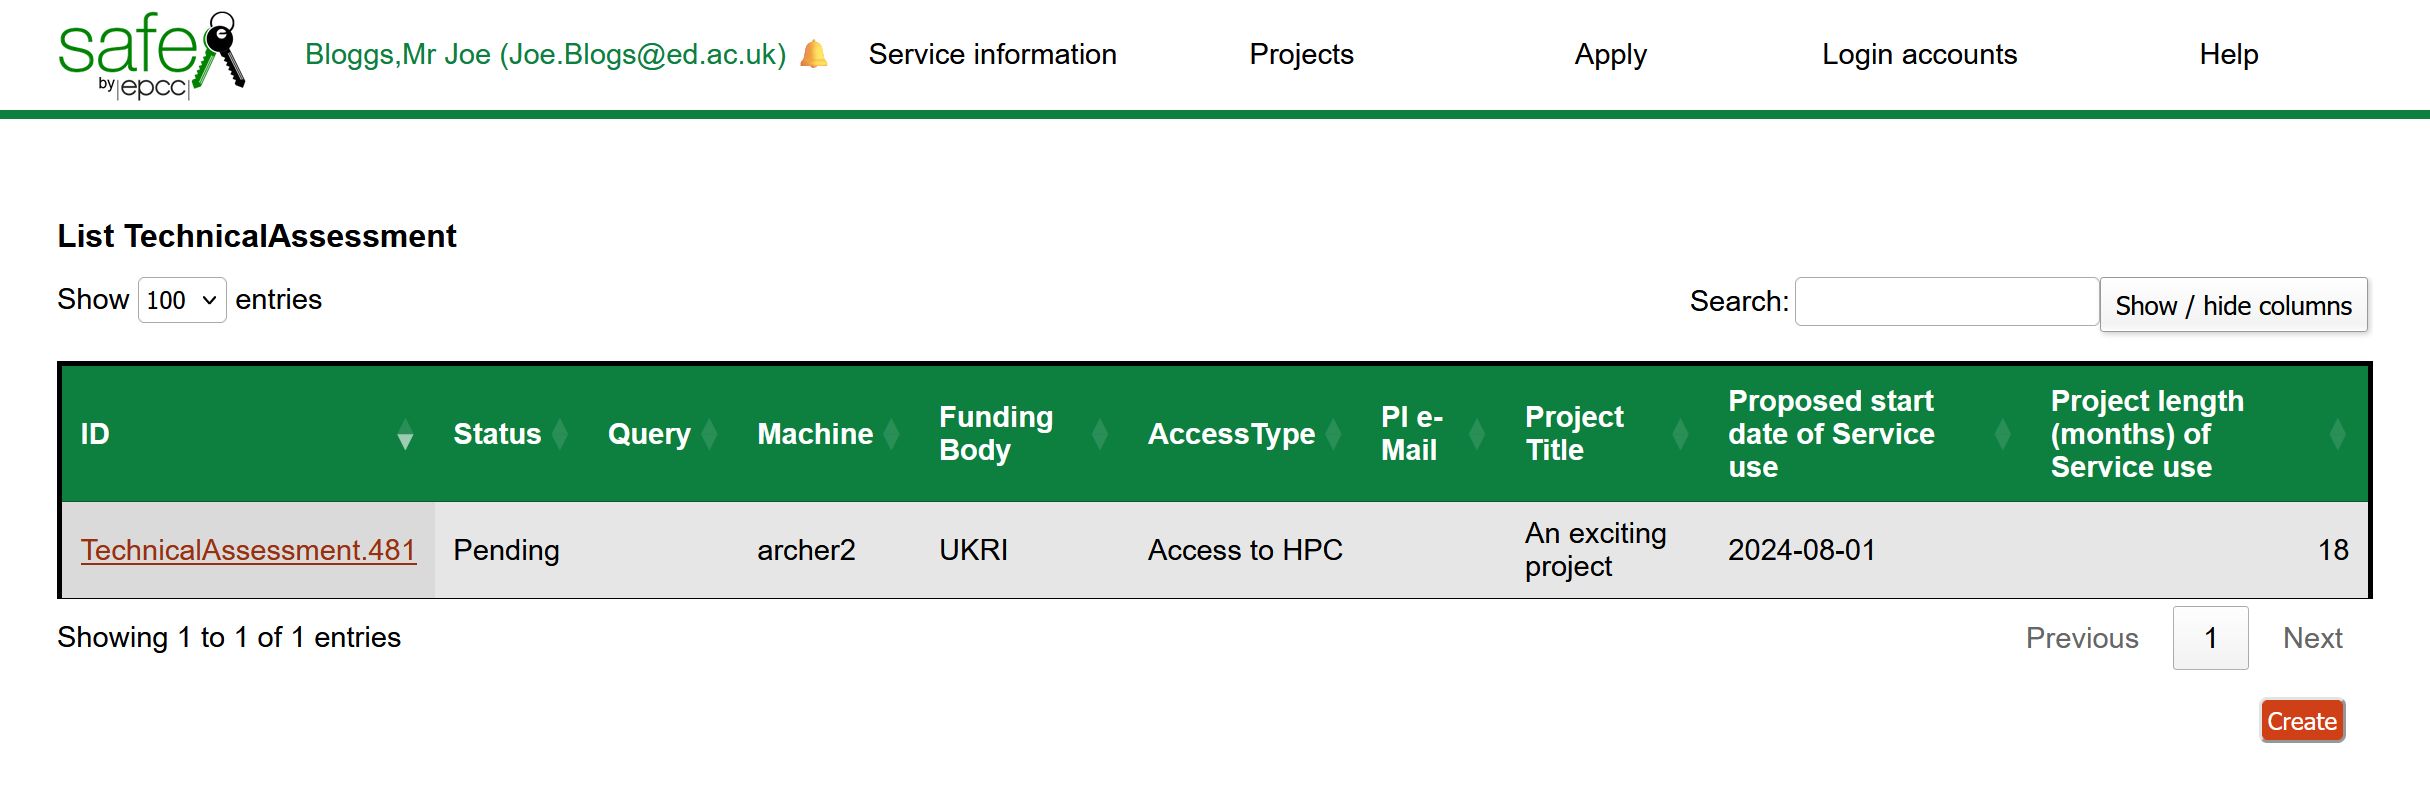 safe
by |epcc|
Bloggs,Mr Joe (Joe.Blogs@ed.ac.uk) Service information Projects Apply Login accounts Help
List TechnicalAssessment
Show 100 entries Search: Show / hide columns
ID Status Query Machine Funding Body AccessType PI e-Mail Project Title Proposed start date of Service use Project length (months) of Service use
TechnicalAssessment.481 Pending archer2 UKRI Access to HPC An exciting project 2024-08-01 18
Showing 1 to 1 of 1 entries Previous 1 Next
Create